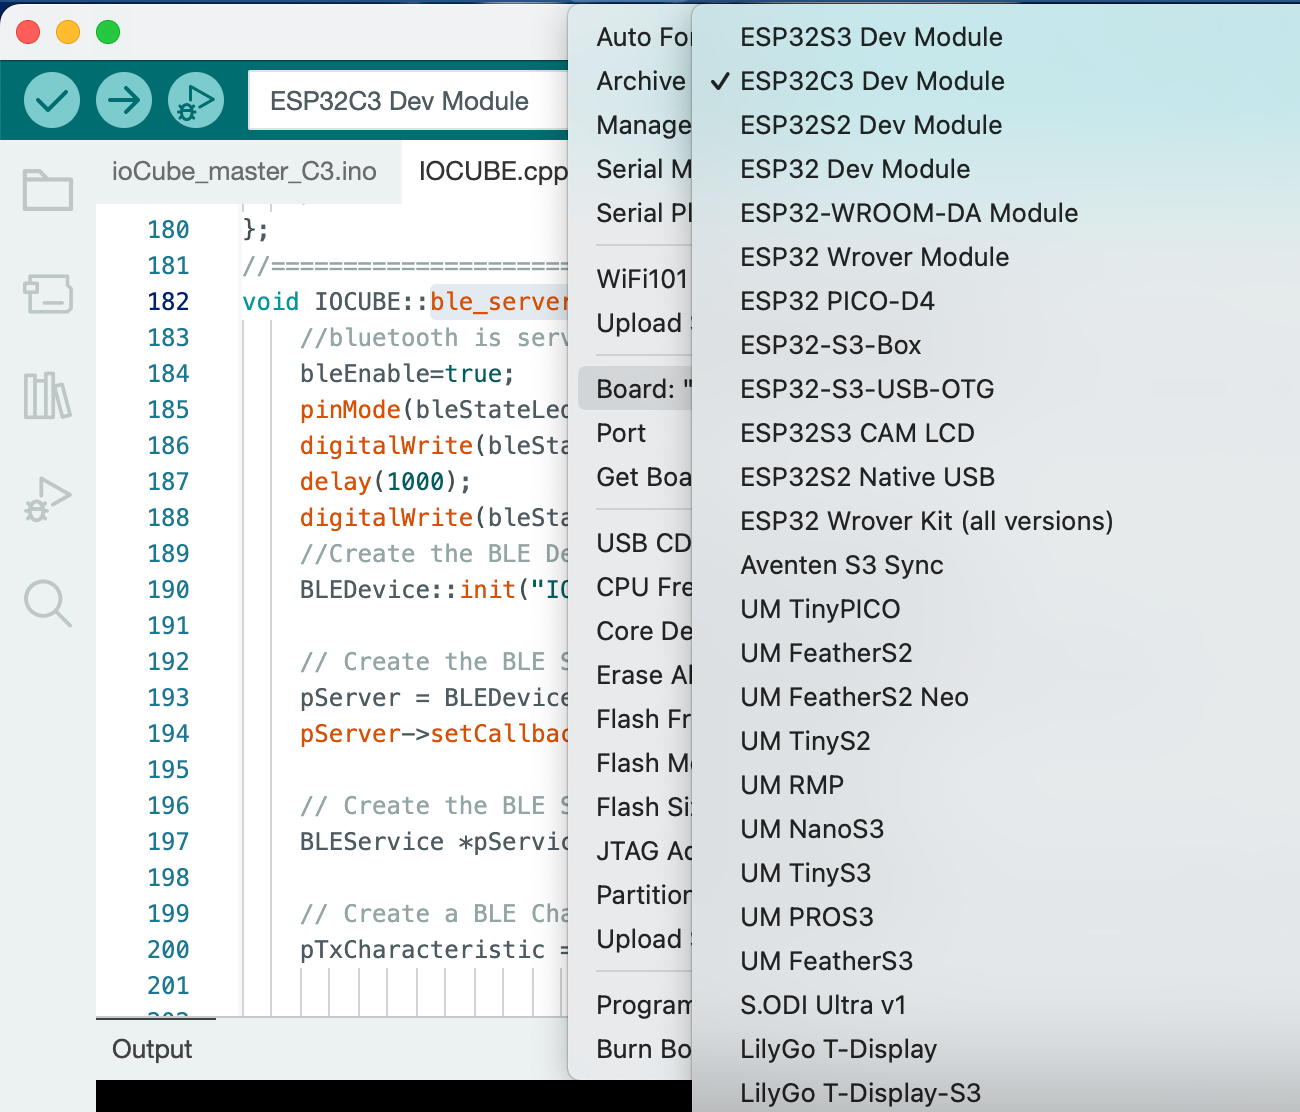 ESP32C3 Dev Module
ioCube_master_C3.ino
IOCUBE.cpp
180 };
181 //=====================
182 void IOCUBE::ble_server
183 //bluetooth is serv
184 bleEnable=true;
185 pinMode(bleStateLed
186 digitalWrite(bleSta
187 delay(1000);
188 digitalWrite(bleSta
189 //Create the BLE De
190 BLEDevice::init("IO
191
192 // Create the BLE S
193 pServer = BLEDevice
194 pServer->setCallbac
195
196 // Create the BLE S
197 BLEService *pServic
198
199 // Create a BLE Cha
200 pTxCharacteristic =
201
Output
Auto For
Archive
Manage
Serial M
Serial Pl
WiFi101
Upload S
Board: "
Port
Get Boa
USB CD
CPU Fre
Core De
Erase Al
Flash Fr
Flash Mo
Flash Siz
JTAG Ad
Partition
Upload S
Program
Burn Bo
ESP32S3 Dev Module
✓ ESP32C3 Dev Module
ESP32S2 Dev Module
ESP32 Dev Module
ESP32-WROOM-DA Module
ESP32 Wrover Module
ESP32 PICO-D4
ESP32-S3-Box
ESP32-S3-USB-OTG
ESP32S3 CAM LCD
ESP32S2 Native USB
ESP32 Wrover Kit (all versions)
Aventen S3 Sync
UM TinyPICO
UM FeatherS2
UM FeatherS2 Neo
UM TinyS2
UM RMP
UM NanoS3
UM TinyS3
UM PROS3
UM FeatherS3
S.ODI Ultra v1
LilyGo T-Display
LilyGo T-Display-S3